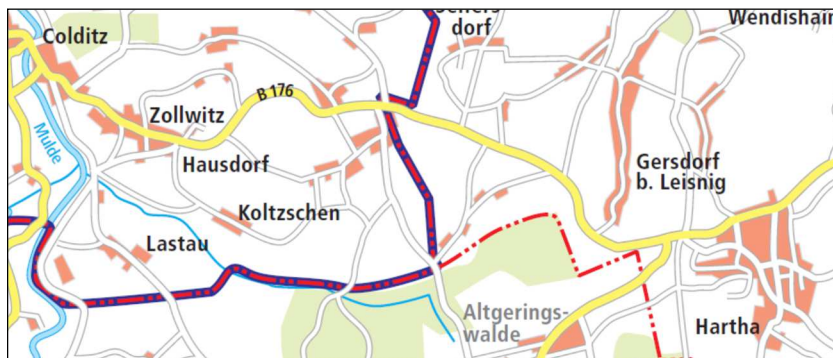 dorf
Wendishain
Colditz
B 176
Zollwitz
Mulde
Hausdorf
Gersdorf
b. Leisnig
Koltzschen
Lastau
Altgerings-
walde
Hartha